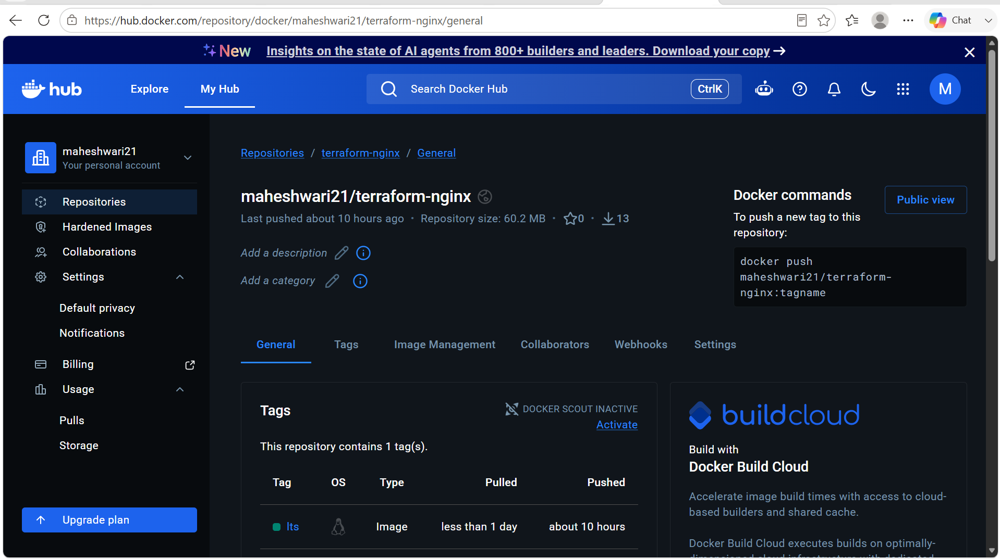 https://hub.docker.com/repository/docker/maheshwari21/terraform-nginx/general
Chat
New Insights on the state of AI agents from 800+ builders and leaders. Download your copy →
hub
Explore
My Hub
Search Docker Hub
CtrlK
M
maheshwari21
Your personal account
Repositories
Hardened Images
Collaborations
Settings
Default privacy
Notifications
Billing
Usage
Pulls
Storage
Upgrade plan
Repositories / terraform-nginx / General
maheshwari21/terraform-nginx
Last pushed about 10 hours ago • Repository size: 60.2 MB • 0 • 13
Add a description
Add a category
Docker commands
Public view
To push a new tag to this
repository:
docker push
maheshwari21/terraform-
nginx:tagname
General
Tags
Image Management
Collaborators
Webhooks
Settings
Tags
DOCKER SCOUT INACTIVE
Activate
This repository contains 1 tag(s).
Tag OS Type Pulled Pushed
lts Image less than 1 day about 10 hours
buildcloud
Build with
Docker Build Cloud
Accelerate image build times with access to cloud-
based builders and shared cache.
Docker Build Cloud executes builds on optimally-